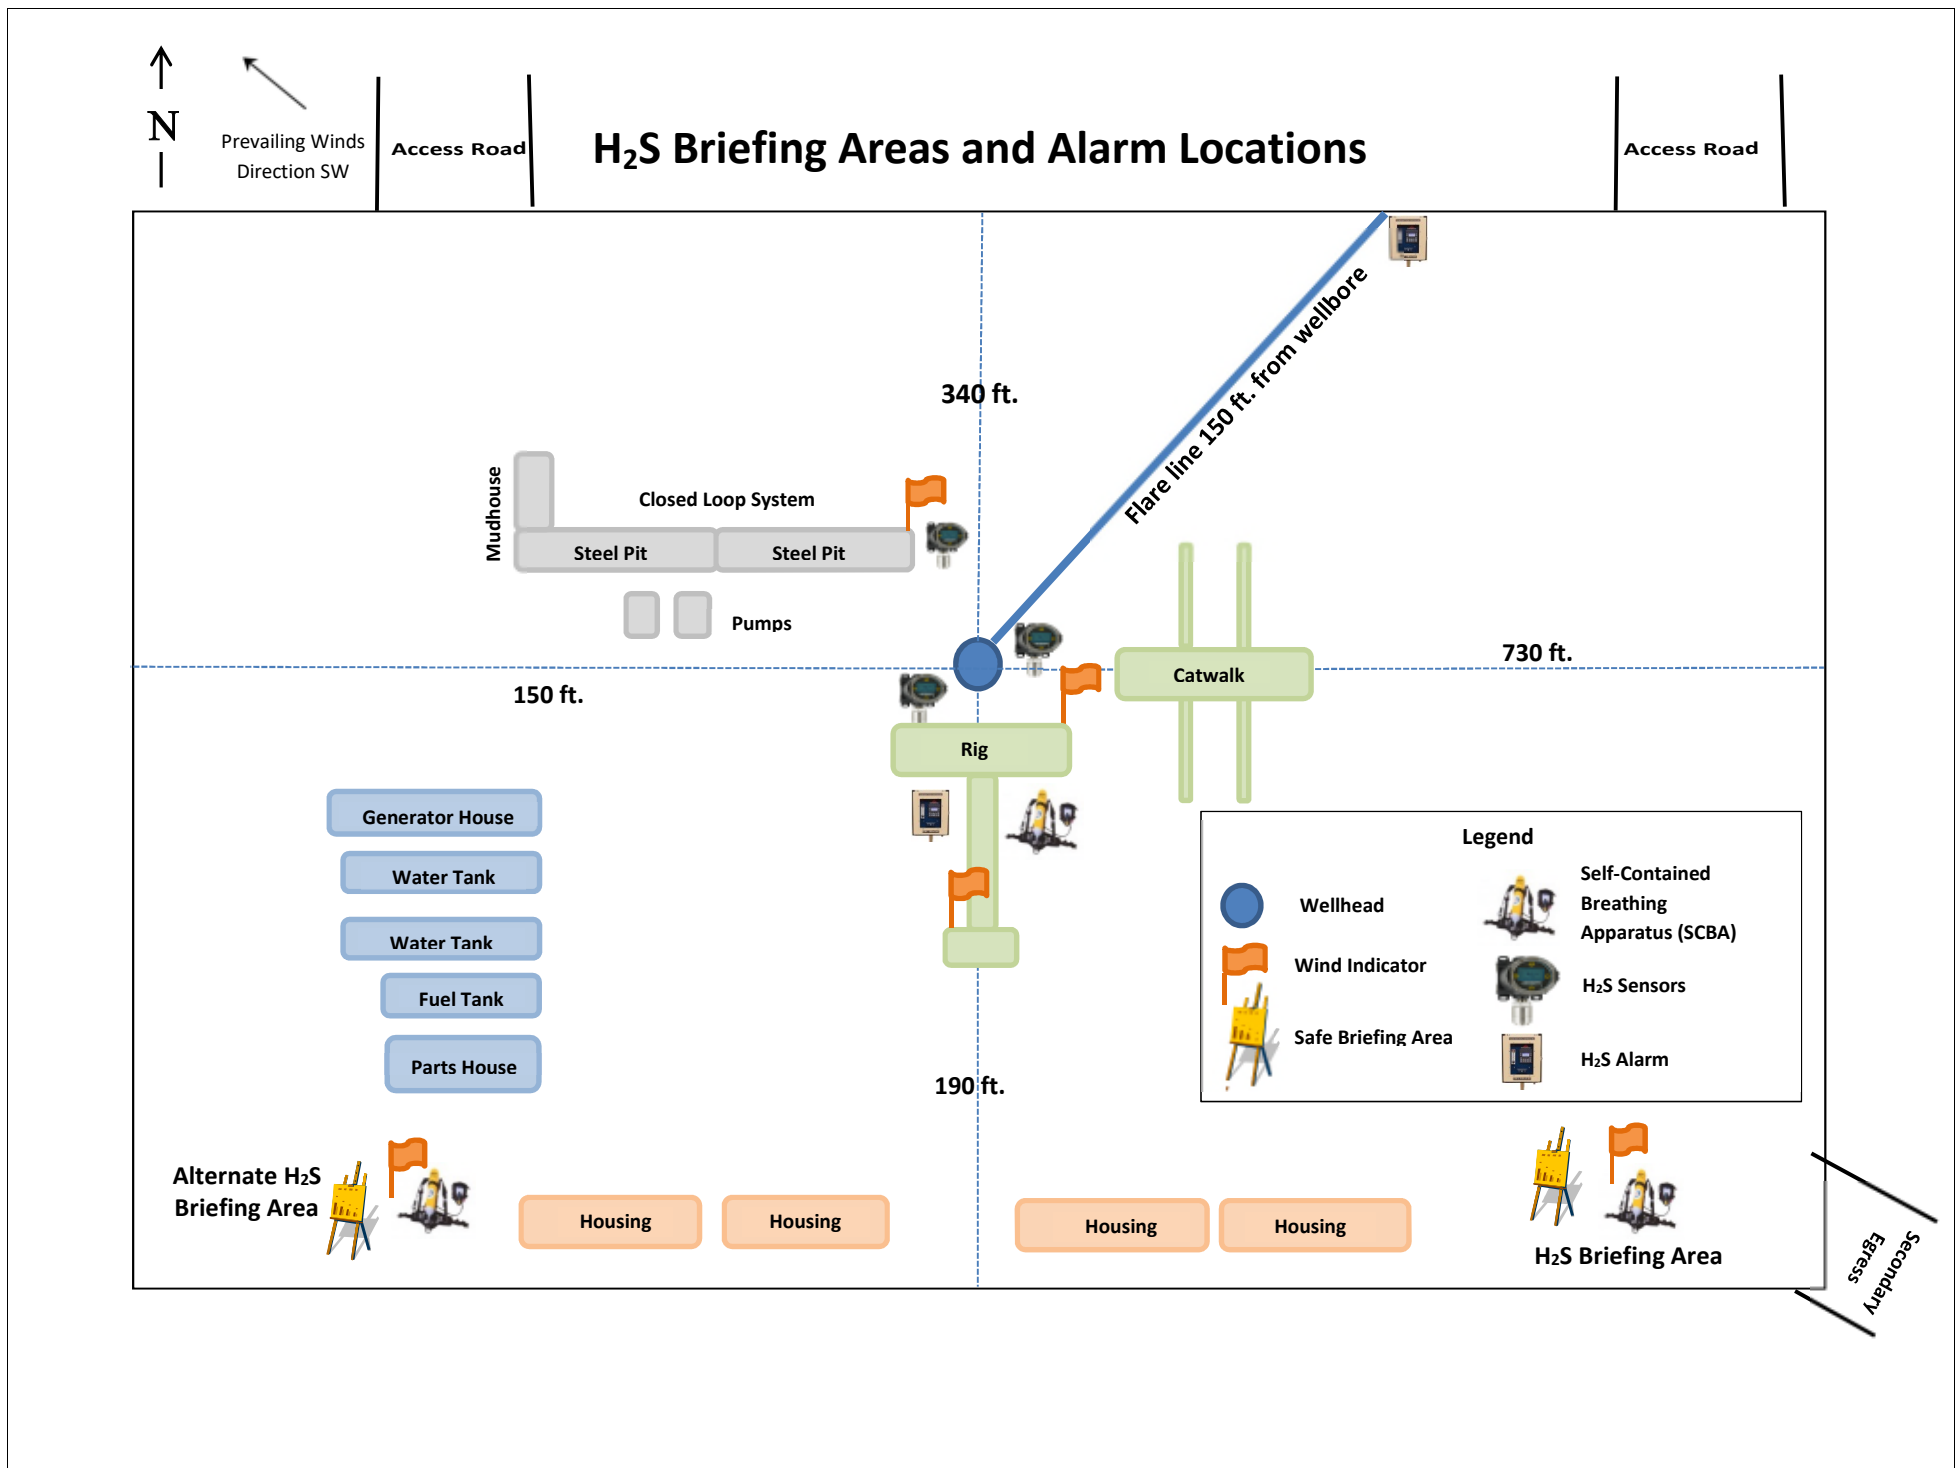 N
Prevailing Winds
Direction SW
Access Road
H₂S Briefing Areas and Alarm Locations
Access Road
Flare line 150 ft. from wellbore
340 ft.
Mudhouse
Closed Loop System
Steel Pit
Steel Pit
Pumps
730 ft.
Catwalk
150 ft.
Rig
Generator House
Water Tank
Water Tank
Fuel Tank
Parts House
Legend
Wellhead
Wind Indicator
Safe Briefing Area
Self-Contained
Breathing
Apparatus (SCBA)
H₂S Sensors
H₂S Alarm
190 ft.
Alternate H₂S
Briefing Area
Housing
Housing
Housing
Housing
H₂S Briefing Area
Secondary
Egress